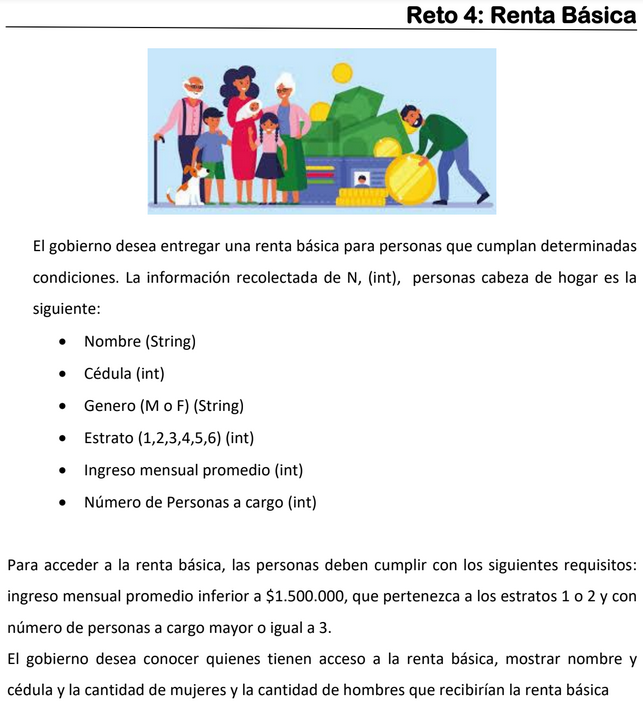 Reto 4: Renta Básica
El gobierno desea entregar una renta básica para personas que cumplan determinadas
condiciones. La información recolectada de N, (int), personas cabeza de hogar es la
siguiente:
• Nombre (String)
• Cédula (int)
• Genero (M o F) (String)
• Estrato (1,2,3,4,5,6) (int)
• Ingreso mensual promedio (int)
• Número de Personas a cargo (int)
Para acceder a la renta básica, las personas deben cumplir con los siguientes requisitos:
ingreso mensual promedio inferior a $1.500.000, que pertenezca a los estratos 1 o 2 y con
número de personas a cargo mayor o igual a 3.
El gobierno desea conocer quienes tienen acceso a la renta básica, mostrar nombre y
cédula y la cantidad de mujeres y la cantidad de hombres que recibirían la renta básica